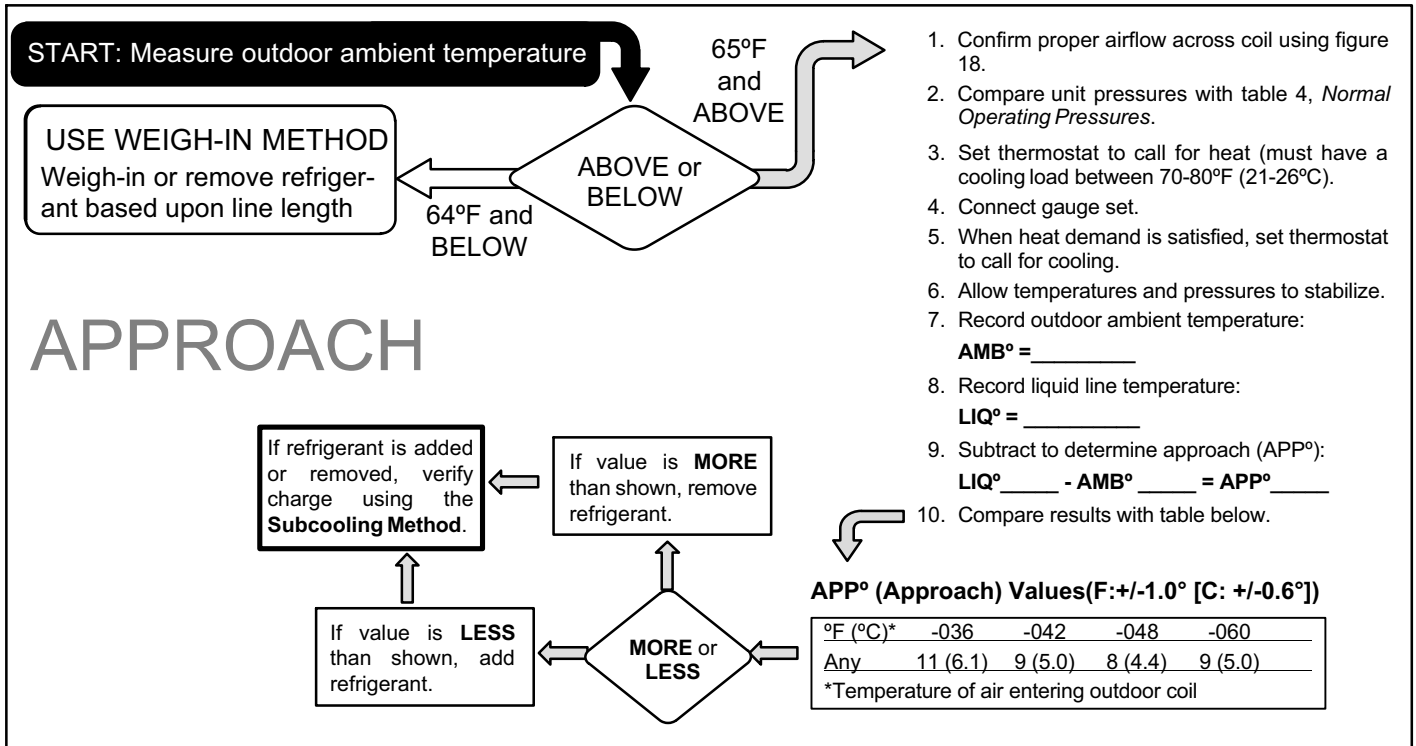 START: Measure outdoor ambient temperature
65ºF
and
ABOVE
USE WEIGH-IN METHOD
Weigh-in or remove refriger-
ant based upon line length
64ºF and
BELOW
ABOVE or
BELOW
1. Confirm proper airflow across coil using figure
18.
2. Compare unit pressures with table 4, Normal
Operating Pressures.
3. Set thermostat to call for heat (must have a
cooling load between 70-80ºF (21-26ºC).
4. Connect gauge set.
5. When heat demand is satisfied, set thermostat
to call for cooling.
6. Allow temperatures and pressures to stabilize.
7. Record outdoor ambient temperature:
AMBº =_________
8. Record liquid line temperature:
LIQº = __________
9. Subtract to determine approach (APPº):
LIQº_____ - AMBº _____ = APPº_____
10. Compare results with table below.
APPROACH
APPº (Approach) Values(F:+/-1.0° [C: +/-0.6°])
ºF (ºC)* -036 -042 -048 -060
Any 11 (6.1) 9 (5.0) 8 (4.4) 9 (5.0)
*Temperature of air entering outdoor coil
MORE or
LESS
If value is MORE
than shown, remove
refrigerant.
If value is LESS
than shown, add
refrigerant.
If refrigerant is added
or removed, verify
charge using the
Subcooling Method.